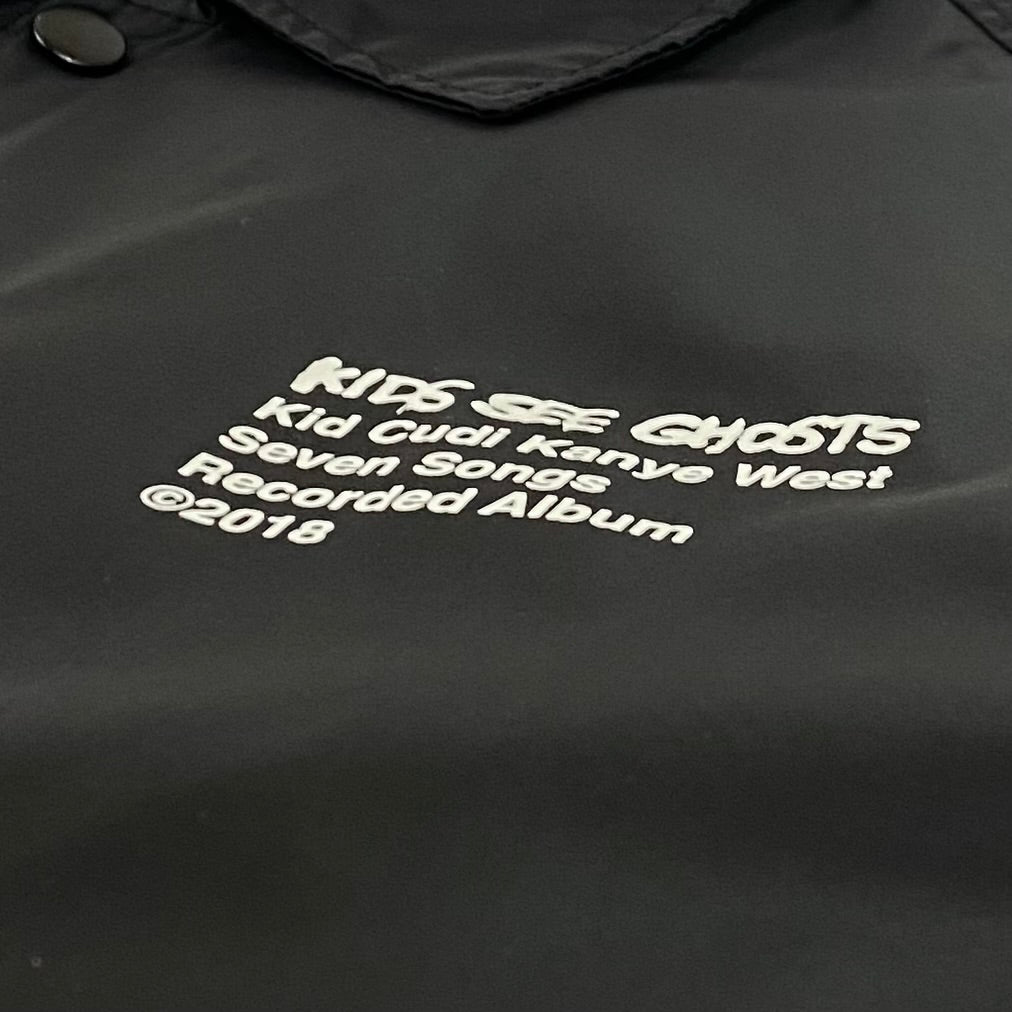 KIDS SEE GHOSTS
Kid Cudi Kanye West
Seven Songs
Recorded Album
©2018